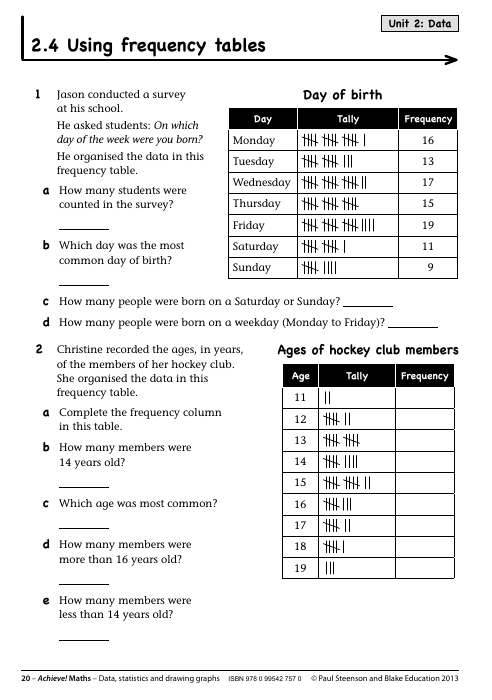 Unit 2: Data
2.4 Using frequency tables
1 Jason conducted a survey
at his school.
He asked students: On which
day of the week were you born?
He organised the data in this
frequency table.
a How many students were
counted in the survey?
b Which day was the most
common day of birth?
Day of birth
Day Tally Frequency
Monday 16
Tuesday 13
Wednesday 17
Thursday 15
Friday 19
Saturday 11
Sunday 9
c How many people were born on a Saturday or Sunday?
d How many people were born on a weekday (Monday to Friday)?
2 Christine recorded the ages, in years,
of the members of her hockey club.
She organised the data in this
frequency table.
a Complete the frequency column
in this table.
b How many members were
14 years old?
c Which age was most common?
d How many members were
more than 16 years old?
e How many members were
less than 14 years old?
Ages of hockey club members
Age Tally Frequency
11
12
13
14
15
16
17
18
19
20 – Achieve! Maths – Data, statistics and drawing graphs ISBN 978 0 99542 757 0 © Paul Steenson and Blake Education 2013